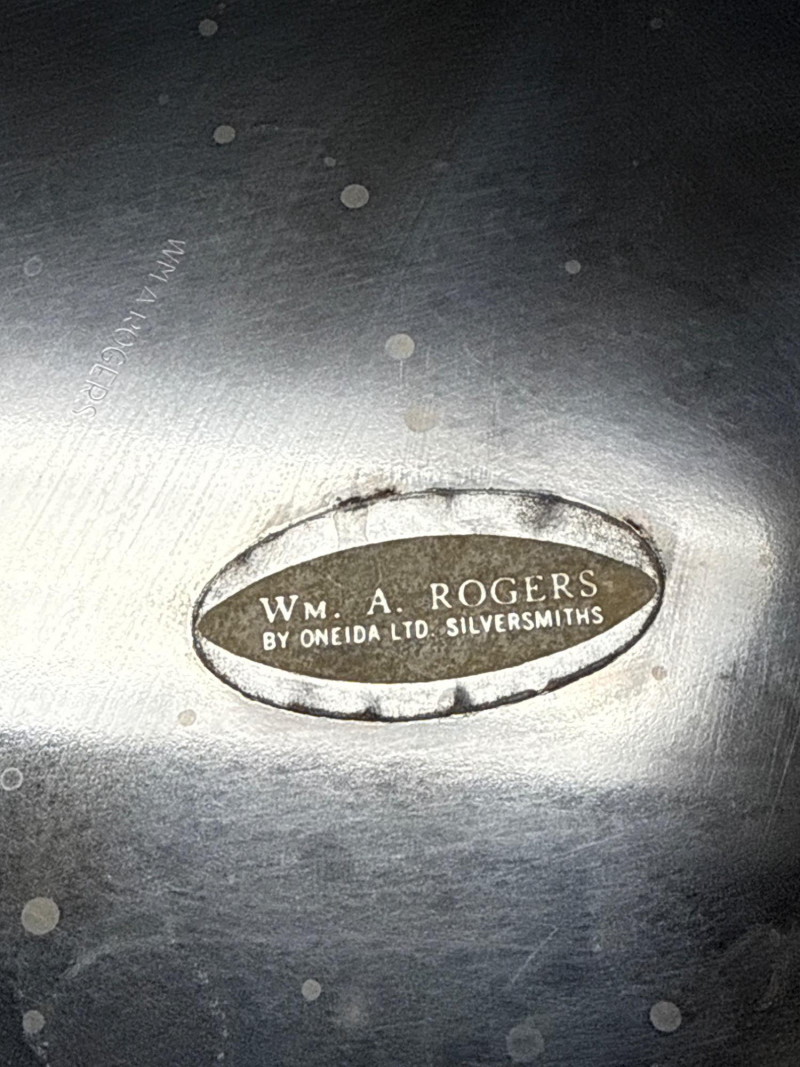 WM A ROGERS
WM. A. ROGERS
BY ONEIDA LTD. SILVERSMITHS